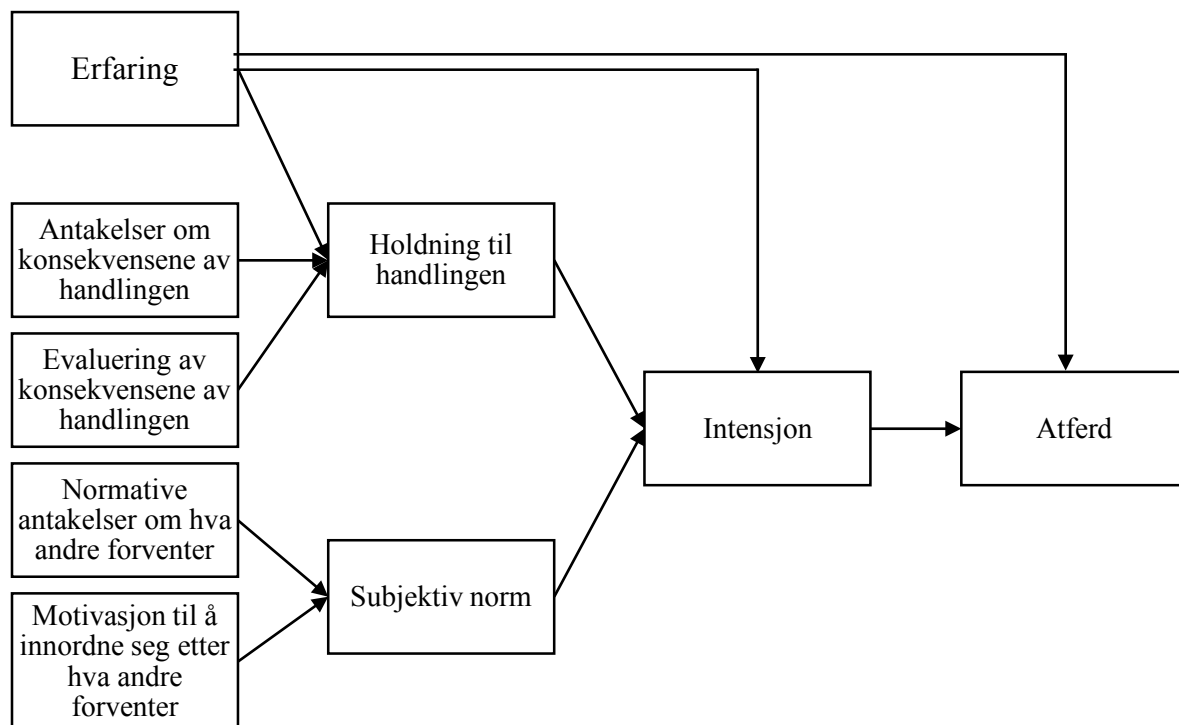 Erfaring
Antakelser om
konsekvensene av
handlingen
Holdning til
handlingen
Evaluering av
konsekvensene av
handlingen
Intensjon
Atferd
Normative
antakelser om hva
andre forventer
Subjektiv norm
Motivasjon til å
innordne seg etter
hva andre
forventer